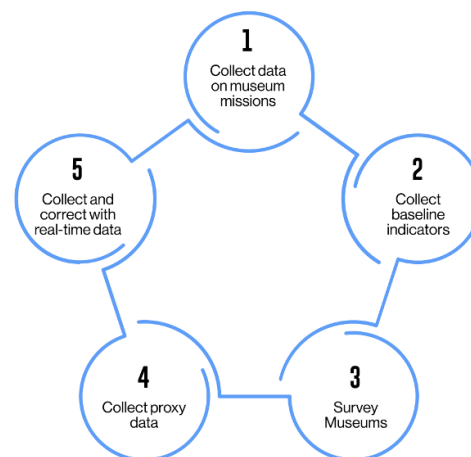 1
Collect data
on museum
missions
2
Collect
baseline
indicators
3
Survey
Museums
4
Collect proxy
data
5
Collect and
correct with
real-time data